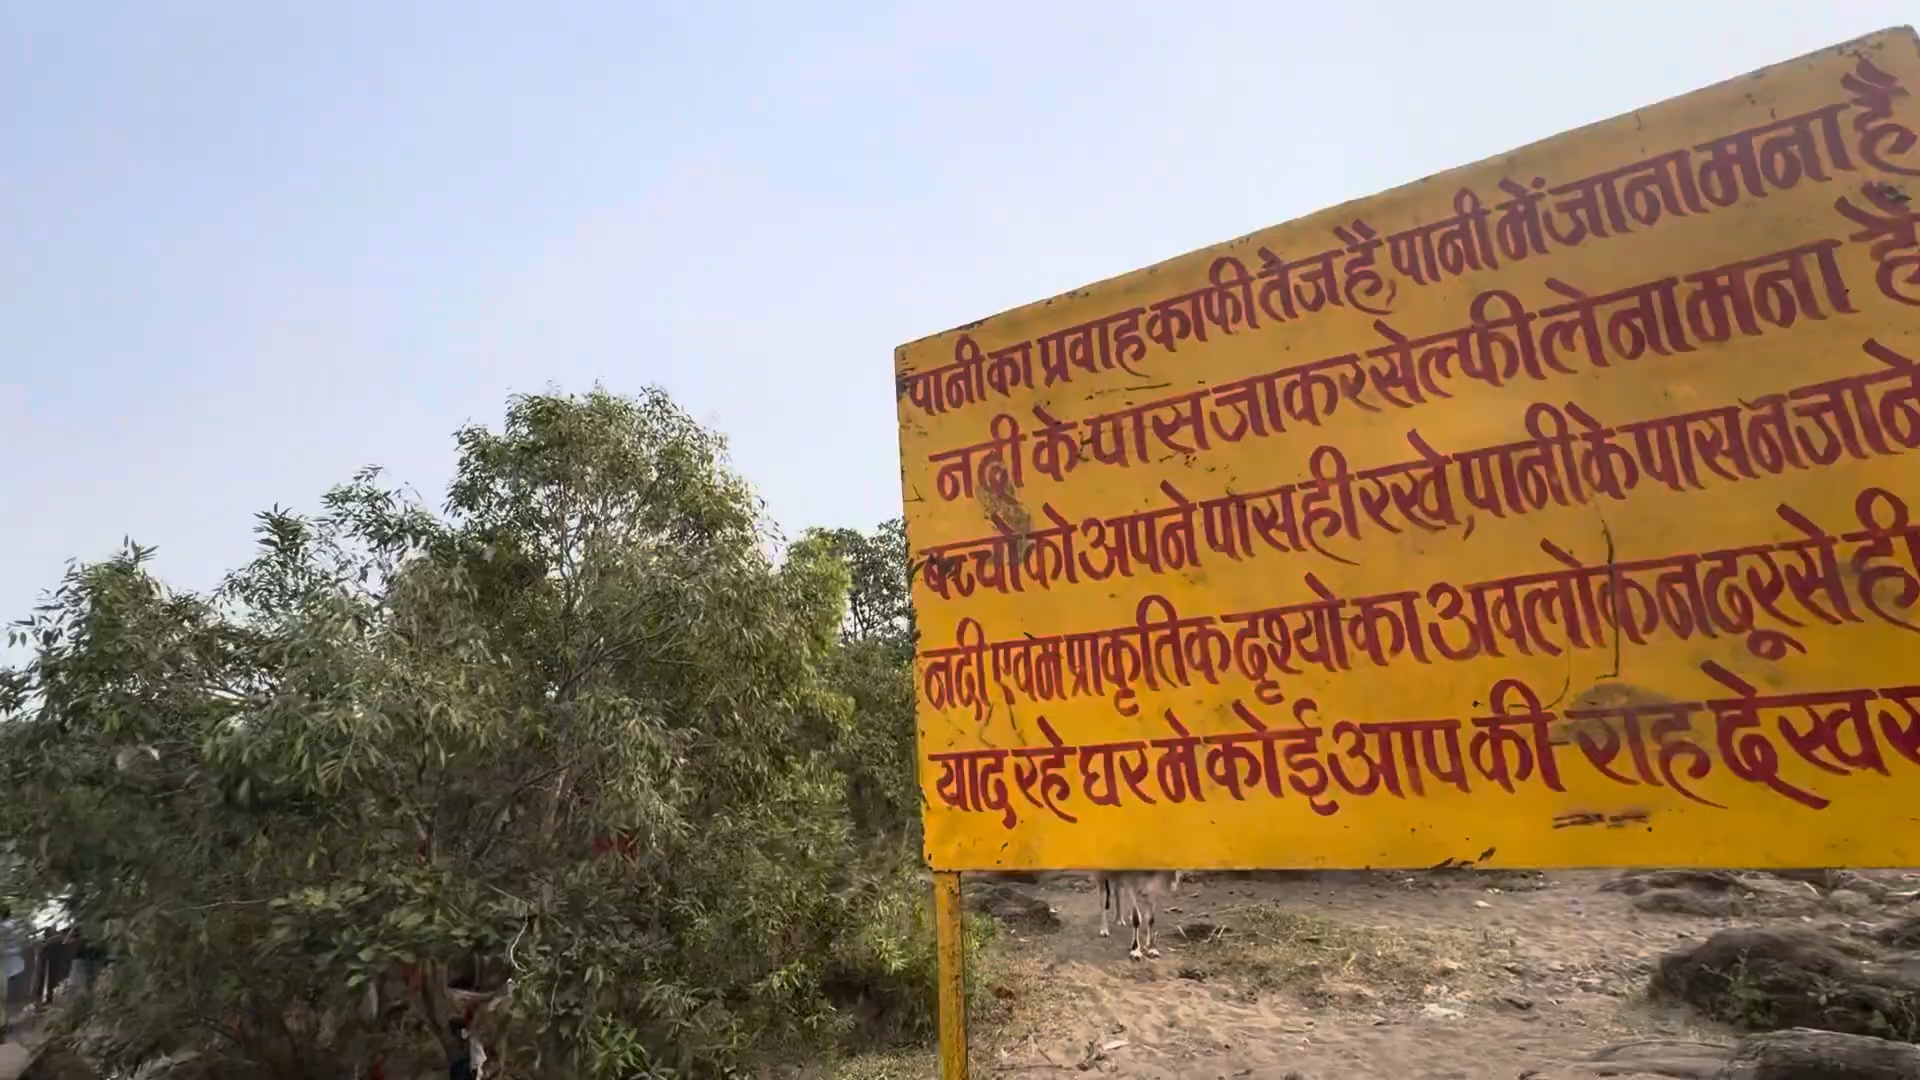 पानी का प्रवाह काफी तेज है, पानी में जाना मना है
नदी के पास जाकर सेल्फी लेना मना है
बच्चो को अपने पास ही रखे, पानी के पास न जाने
नदी एवम प्राकृतिक दृश्यो का अवलोकन दूर से ही
याद रहे घर मे कोई आप की राह देख